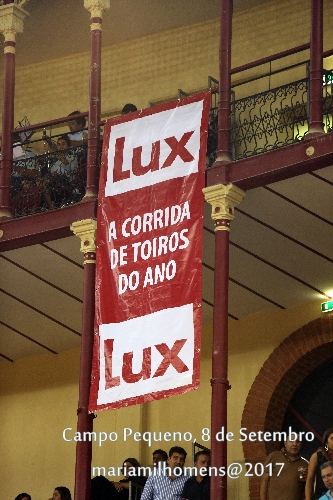 Lux
A CORRIDA
DE TOIROS
DO ANO
Lux
Campo Pequeno, 8 de Setembro
mariamilhomens@2017